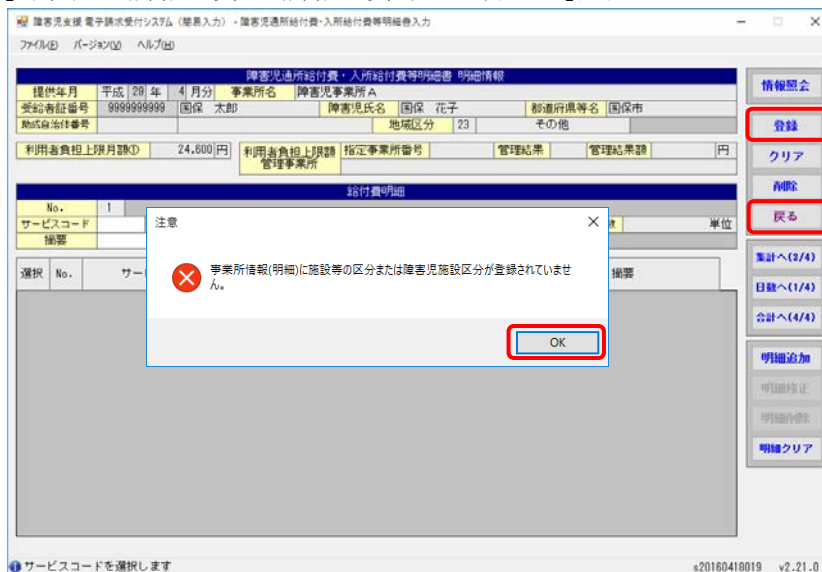 障害児支援 電子請求受付システム (簡易入力) - 障害児通所給付費・入所給付費等明細書入力
ファイル(F) バージョン(V) ヘルプ(H)
障害児通所給付費・入所給付費等明細書 明細情報
提供年月 平成 28 年 4 月分 事業所名 障害児事業所A
受給者証番号 9999999999 国保 太郎 障害児氏名 国保 花子 都道府県等名 国保市
助成自治体番号 地域区分 23 その他
利用者負担上限月額① 24,600 円 利用者負担上限額管理事業所 指定事業所番号 管理結果 管理結果額 円
給付費明細
No. 1
サービスコード 単位
摘要
選択 No. サー 摘要
注意
事業所情報(明細)に施設等の区分または障害児施設区分が登録されていませ
ん。
OK
情報照会
登録
クリア
削除
戻る
集計へ(2/4)
日数へ(1/4)
合計へ(4/4)
明細追加
明細修正
明細削除
明細クリア
サービスコードを選択します s20160418019 v2.21.0